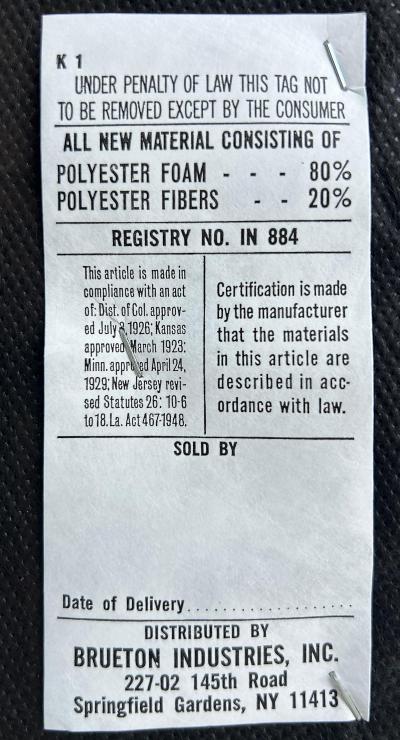 K 1
UNDER PENALTY OF LAW THIS TAG NOT
TO BE REMOVED EXCEPT BY THE CONSUMER
ALL NEW MATERIAL CONSISTING OF
POLYESTER FOAM - - - 80%
POLYESTER FIBERS - - 20%
REGISTRY NO. IN 884
This article is made in
compliance with an act
of: Dist. of Col. approv-
ed July 3, 1926; Kansas
approved March 1923;
Minn. approved April 24,
1929; New Jersey revi-
sed Statutes 26: 10-6
to 18. La. Act 467-1948.
Certification is made
by the manufacturer
that the materials
in this article are
described in acc-
ordance with law.
SOLD BY
Date of Delivery.......................
DISTRIBUTED BY
BRUETON INDUSTRIES, INC.
227-02 145th Road
Springfield Gardens, NY 11413